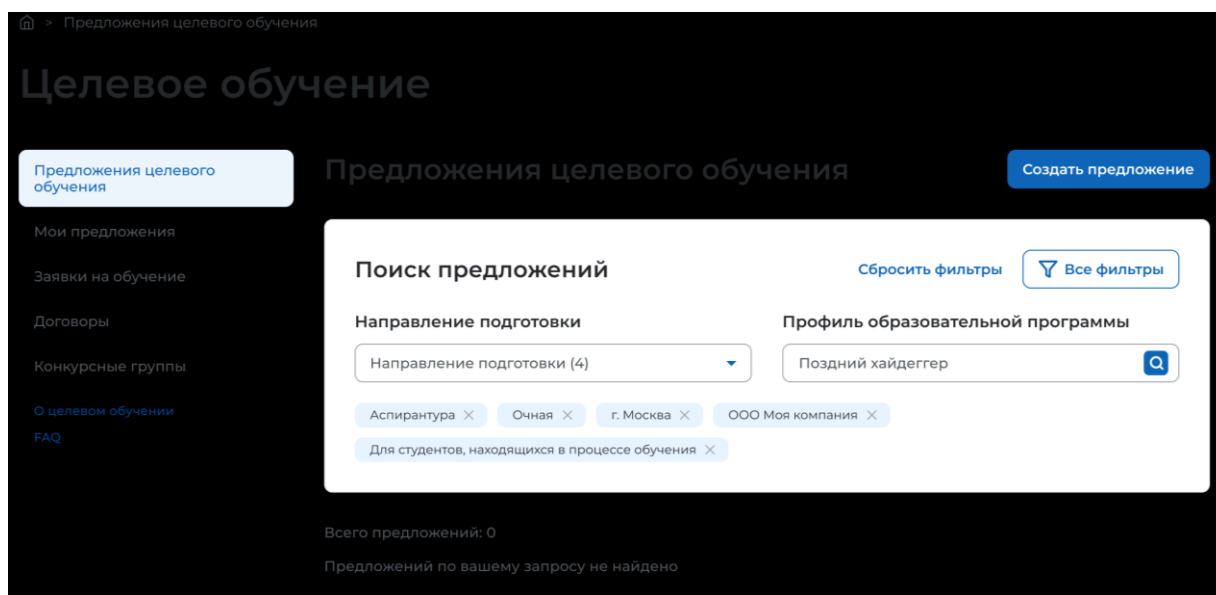 > Предложения целевого обучения
Целевое обучение
Предложения целевого
обучения
Мои предложения
Заявки на обучение
Договоры
Конкурсные группы
О целевом обучении
FAQ
Предложения целевого обучения
Создать предложение
Поиск предложений
Сбросить фильтры
Все фильтры
Направление подготовки
Профиль образовательной программы
Направление подготовки (4)
Поздний хайдеггер
Аспирантура × Очная × г. Москва × ООО Моя компания ×
Для студентов, находящихся в процессе обучения ×
Всего предложений: 0
Предложений по вашему запросу не найдено